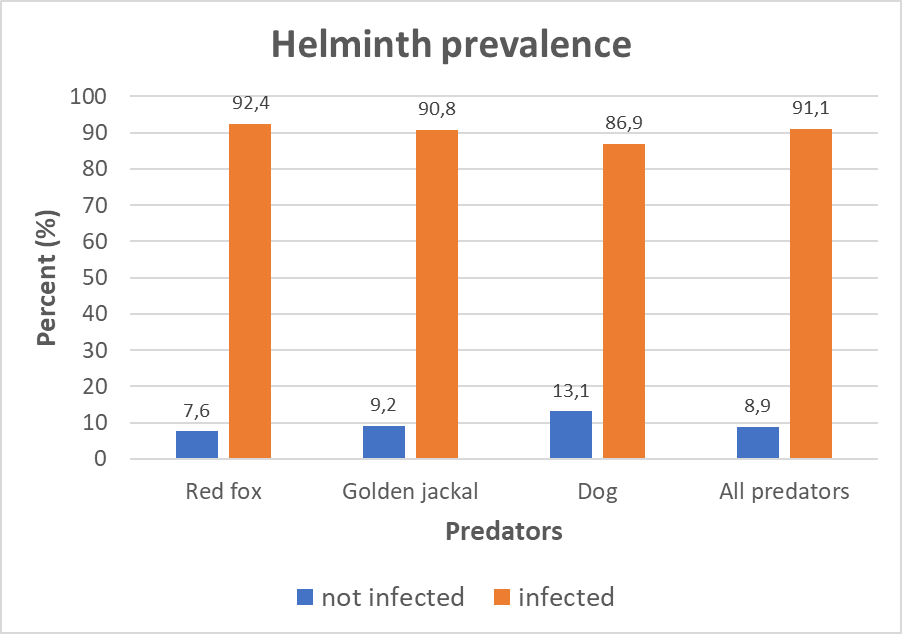 Helminth prevalence
100
90
80
70
60
50
40
30
20
10
0
Percent (%)
7,6
92,4
9,2
90,8
13,1
86,9
8,9
91,1
Red fox
Golden jackal
Dog
All predators
Predators
not infected
infected